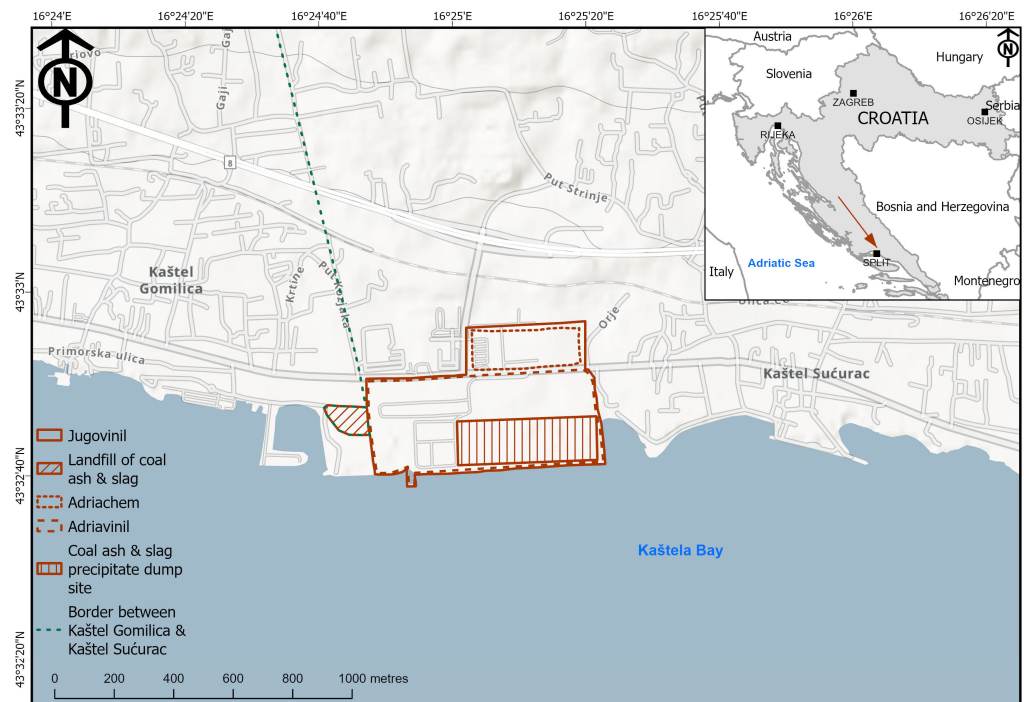 16°24'E 16°24'20"E 16°24'40"E 16°25'E 16°25'20"E 16°25'40"E 16°26'E 16°26'20"E
43°33'20"N
43°33'N
43°32'40"N
43°32'20"N
N
Gaji
Gaji
8
Put Strinje
Kaštel
Gomilica
Krtine
Put Kozjaka
Orje
Primorska ulica
Kaštel Sućurac
Kaštela Bay
N
Austria
Hungary
Slovenia
ZAGREB
Serbia
CROATIA
OSIJEK
RIJEKA
Bosnia and Herzegovina
Adriatic Sea
SPLIT
Italy
Montenegro
Jugovinil
Landfill of coal
ash & slag
Adriachem
Adriavinil
Coal ash & slag
precipitate dump
site
Border between
Kaštel Gomilica &
Kaštel Sućurac
0 200 400 600 800 1000 metres